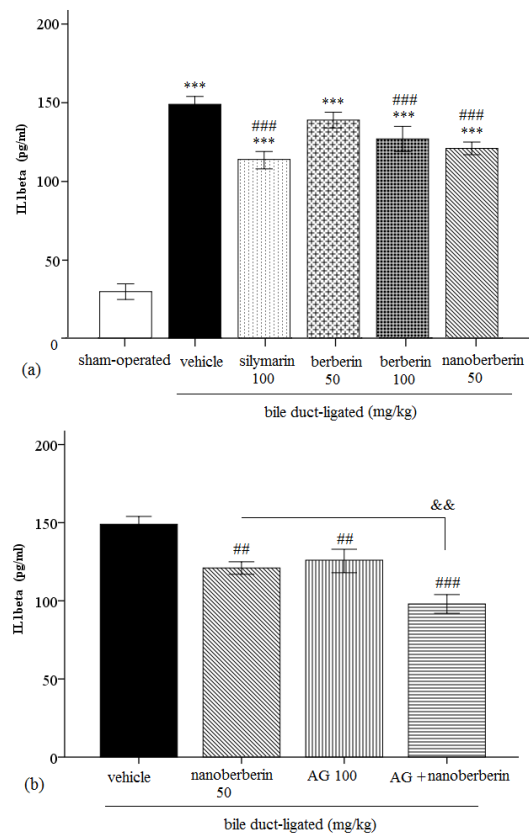 200
150
100
50
0
IL1beta (pg/ml)
***
###
***
***
###
***
###
***
sham-operated vehicle silymarin 100 berberin 50 berberin 100 nanoberberin 50
(a)
bile duct-ligated (mg/kg)
200
150
100
50
0
IL1beta (pg/ml)
&&
##
##
###
vehicle nanoberberin 50 AG 100 AG + nanoberberin
(b)
bile duct-ligated (mg/kg)